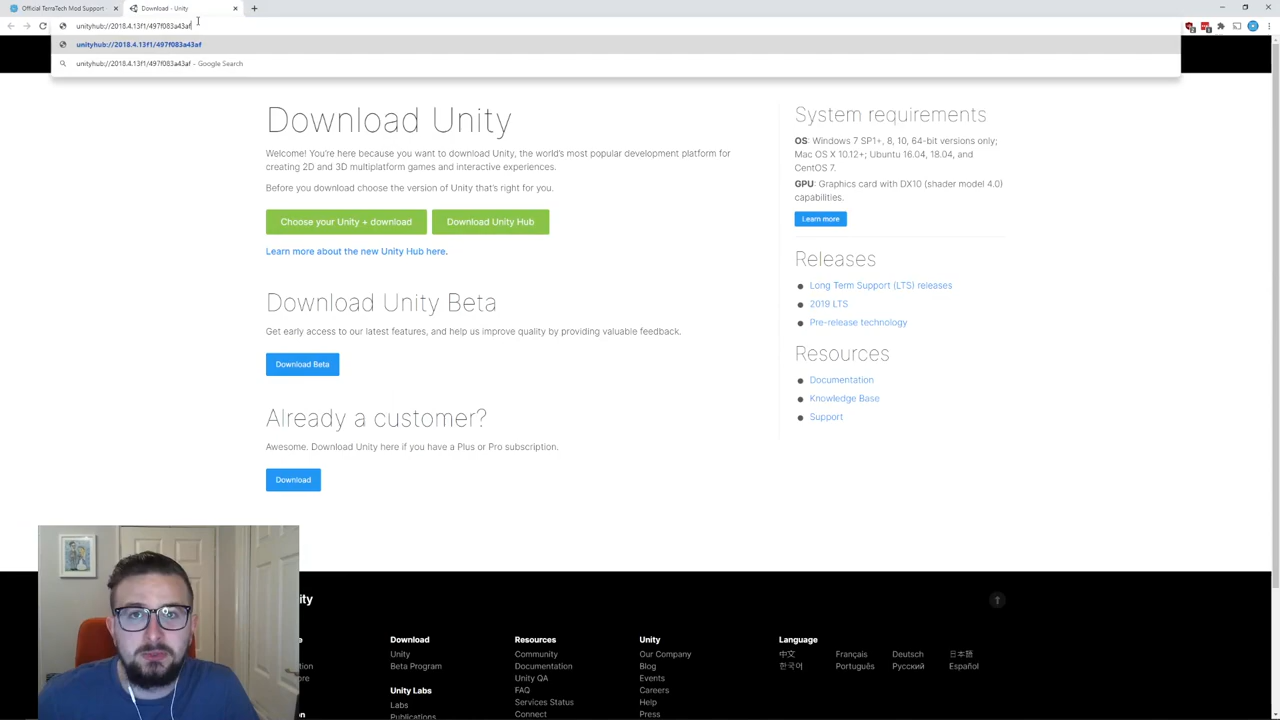 Official TerraTech Mod Support -
Download - Unity
unityhub://2018.4.13f1/497f083a43af
unityhub://2018.4.13f1/497f083a43af
unityhub://2018.4.13f1/497f083a43af - Google Search
Download Unity
Welcome! You're here because you want to download Unity, the world's most popular development platform for
creating 2D and 3D multiplatform games and interactive experiences.
Before you download choose the version of Unity that's right for you.
Choose your Unity + download
Download Unity Hub
Learn more about the new Unity Hub here.
Download Unity Beta
Get early access to our latest features, and help us improve quality by providing valuable feedback.
Download Beta
Already a customer?
Awesome. Download Unity here if you have a Plus or Pro subscription.
Download
System requirements
OS: Windows 7 SP1+, 8, 10, 64-bit versions only;
Mac OS X 10.12+; Ubuntu 16.04, 18.04, and
CentOS 7.
GPU: Graphics card with DX10 (shader model 4.0)
capabilities.
Learn more
Releases
Long Term Support (LTS) releases
2019 LTS
Pre-release technology
Resources
Documentation
Knowledge Base
Support
Download
Unity
Beta Program
Unity Labs
Labs
Publications
Resources
Community
Documentation
Unity QA
FAQ
Services Status
Connect
Unity
Our Company
Blog
Events
Careers
Help
Press
Language
中文
Français
Deutsch
日本語
한국어
Português
Русский
Español